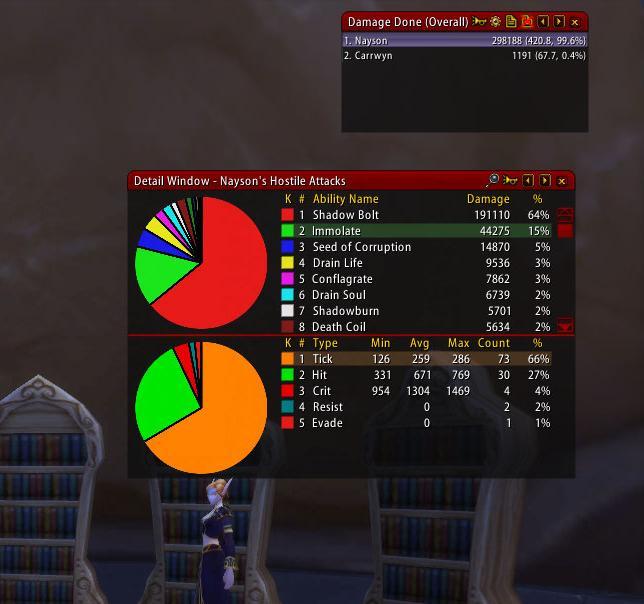 Damage Done (Overall)
1. Nayson 298188 (420.8, 99.6%)
2. Carrwyn 1191 (67.7, 0.4%)
Detail Window - Nayson's Hostile Attacks
K # Ability Name Damage %
1 Shadow Bolt 191110 64%
2 Immolate 44275 15%
3 Seed of Corruption 14870 5%
4 Drain Life 9536 3%
5 Conflagrate 7862 3%
6 Drain Soul 6739 2%
7 Shadowburn 5701 2%
8 Death Coil 5634 2%
K # Type Min Avg Max Count %
1 Tick 126 259 286 73 66%
2 Hit 331 671 769 30 27%
3 Crit 954 1304 1469 4 4%
4 Resist 0 2 2%
5 Evade 0 1 1%